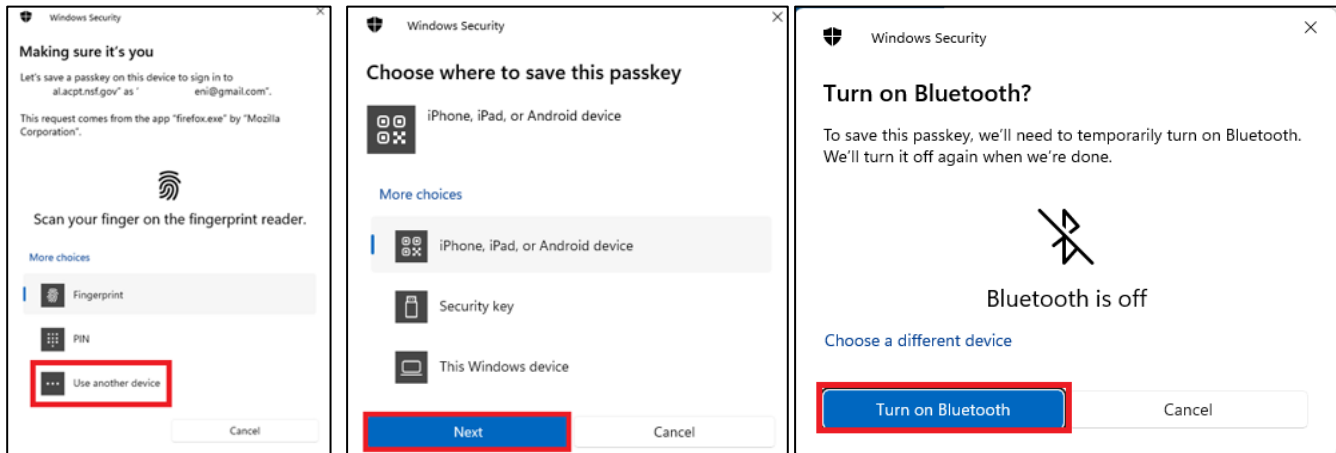 Windows Security
Making sure it's you
Let's save a passkey on this device to sign in to
al.acpt.nsf.gov" as ' eni@gmail.com".
This request comes from the app "firefox.exe" by "Mozilla
Corporation".
Scan your finger on the fingerprint reader.
More choices
Fingerprint
PIN
Use another device
Cancel
Windows Security
Choose where to save this passkey
iPhone, iPad, or Android device
More choices
iPhone, iPad, or Android device
Security key
This Windows device
Next
Cancel
Windows Security
Turn on Bluetooth?
To save this passkey, we'll need to temporarily turn on Bluetooth.
We'll turn it off again when we're done.
Bluetooth is off
Choose a different device
Turn on Bluetooth
Cancel